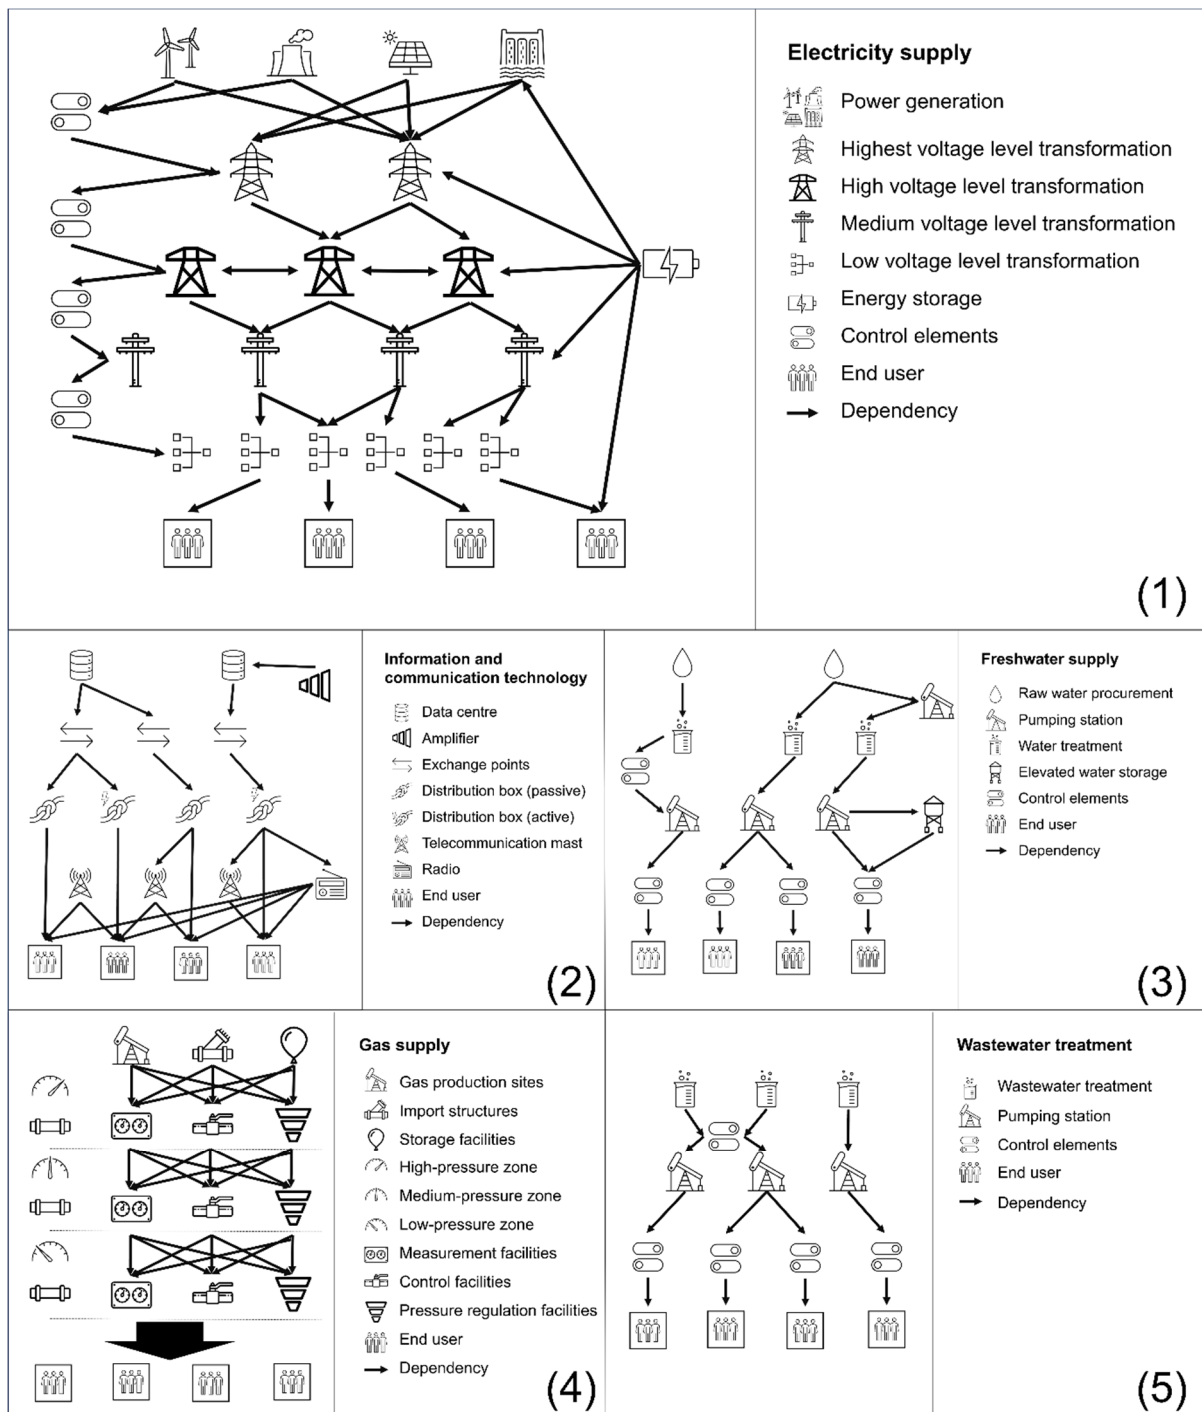 Electricity supply
Power generation
Highest voltage level transformation
High voltage level transformation
Medium voltage level transformation
Low voltage level transformation
Energy storage
Control elements
End user
Dependency
(1)
Information and
communication technology
Data centre
Amplifier
Exchange points
Distribution box (passive)
Distribution box (active)
Telecommunication mast
Radio
End user
Dependency
(2)
Freshwater supply
Raw water procurement
Pumping station
Water treatment
Elevated water storage
Control elements
End user
Dependency
(3)
Gas supply
Gas production sites
Import structures
Storage facilities
High-pressure zone
Medium-pressure zone
Low-pressure zone
Measurement facilities
Control facilities
Pressure regulation facilities
End user
Dependency
(4)
Wastewater treatment
Wastewater treatment
Pumping station
Control elements
End user
Dependency
(5)